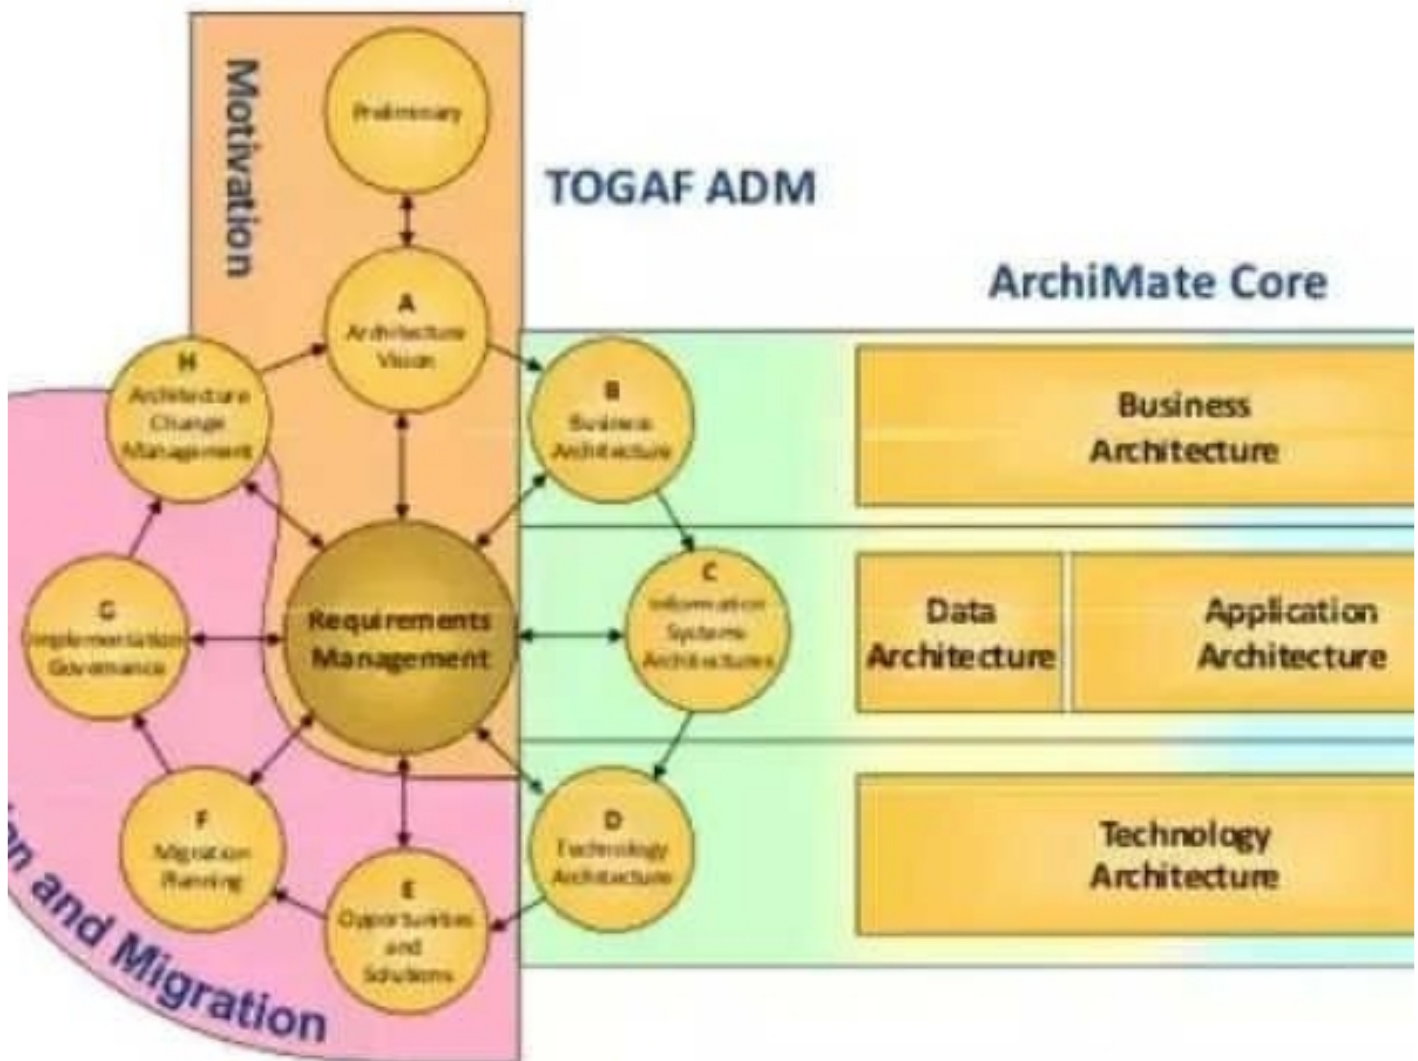 Motivation
Preliminary
TOGAF ADM
ArchiMate Core
A
Architecture
Vision
H
Architecture
Change
Management
B
Business
Architecture
Business
Architecture
C
Information
Systems
Architectures
Data
Architecture
Application
Architecture
G
Implementation
Governance
Requirements
Management
F
Migration
Planning
E
Opportunities
and
Solutions
D
Technology
Architecture
Technology
Architecture
and Migration